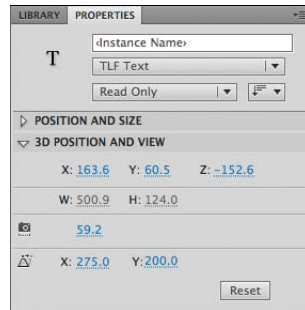 LIBRARY PROPERTIES
T
‹Instance Name›
TLF Text
Read Only
POSITION AND SIZE
3D POSITION AND VIEW
X: 163.6 Y: 60.5 Z: -152.6
W: 500.9 H: 124.0
59.2
X: 275.0 Y: 200.0
Reset